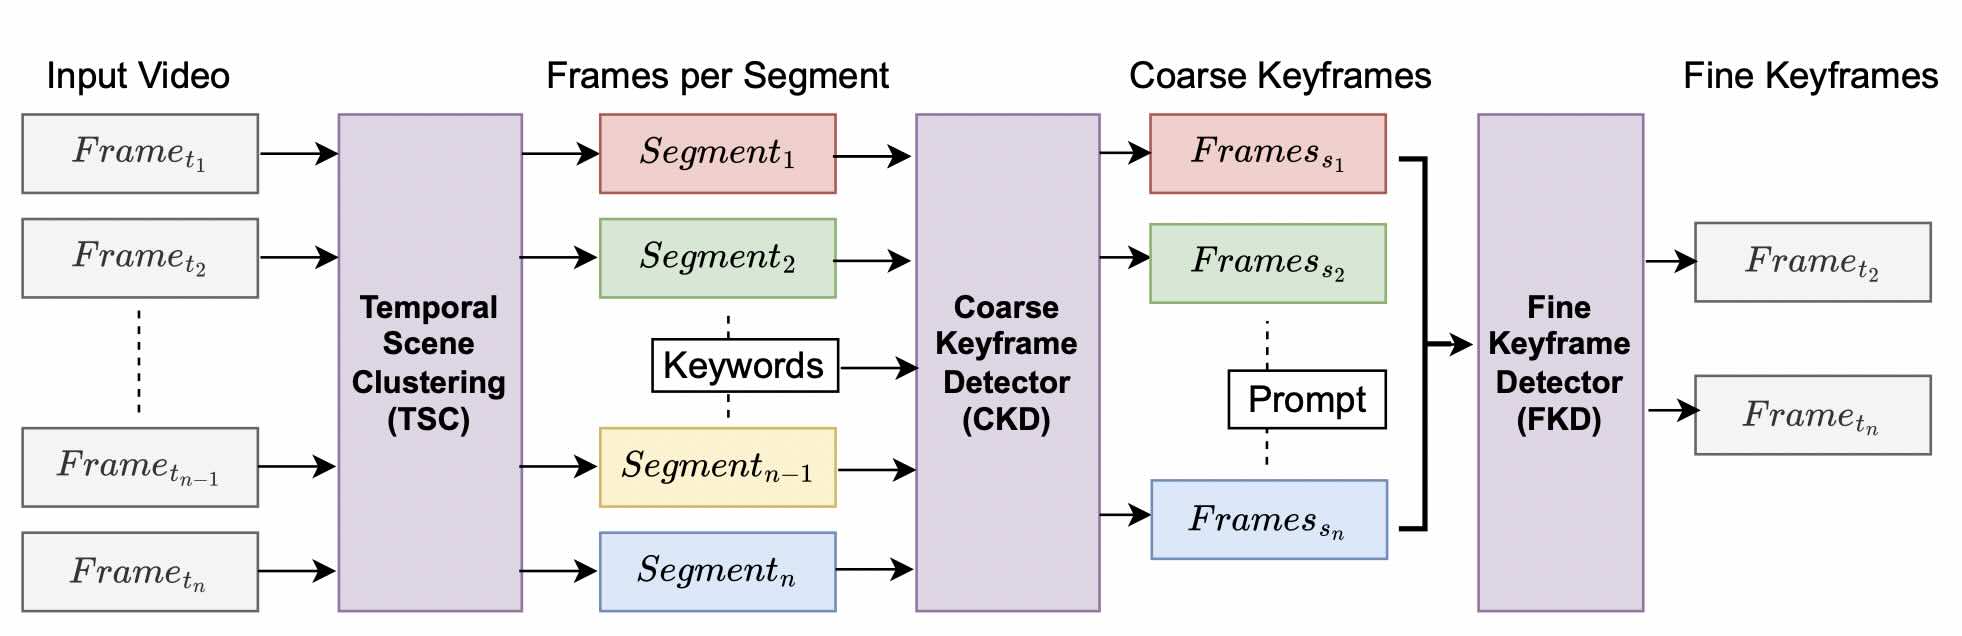 Input Video
Frames per Segment
Coarse Keyframes
Fine Keyframes
Frame_{t_1}
Frame_{t_2}
Frame_{t_{n-1}}
Frame_{t_n}
Temporal
Scene
Clustering
(TSC)
Segment_1
Segment_2
Keywords
Segment_{n-1}
Segment_n
Coarse
Keyframe
Detector
(CKD)
Frames_{s_1}
Frames_{s_2}
Prompt
Frames_{s_n}
Fine
Keyframe
Detector
(FKD)
Frame_{t_2}
Frame_{t_n}